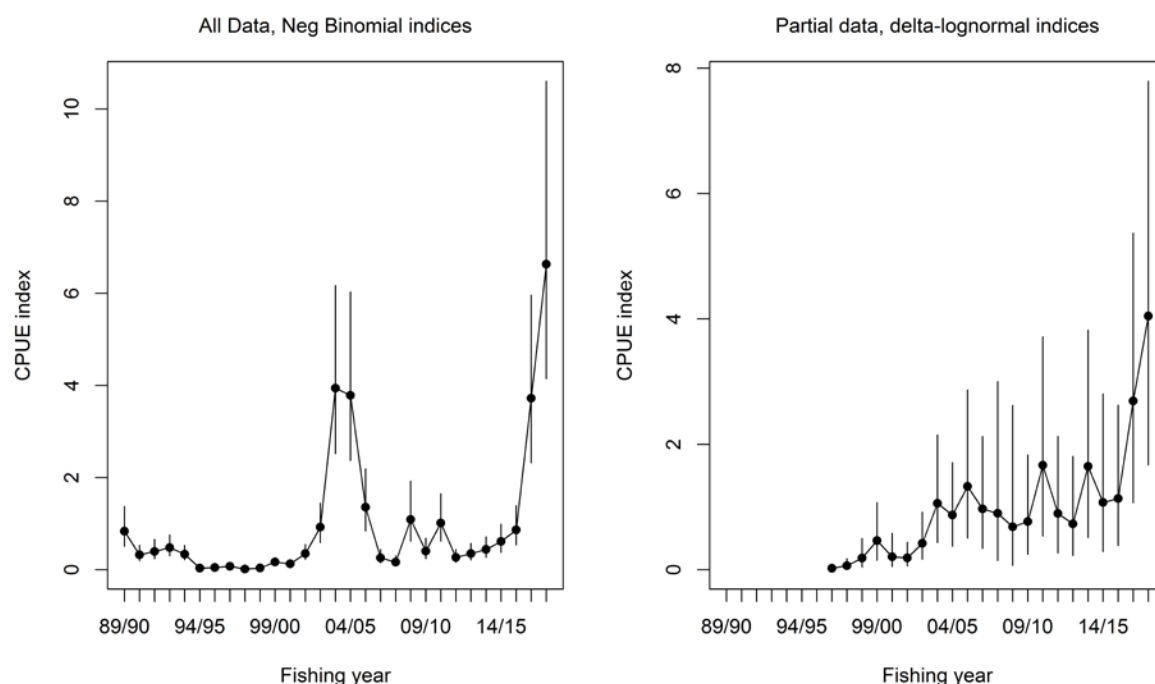 All Data, Neg Binomial indices
CPUE index
10
8
6
4
2
0
89/90 94/95 99/00 04/05 09/10 14/15
Fishing year
Partial data, delta-lognormal indices
CPUE index
8
6
4
2
0
89/90 94/95 99/00 04/05 09/10 14/15
Fishing year